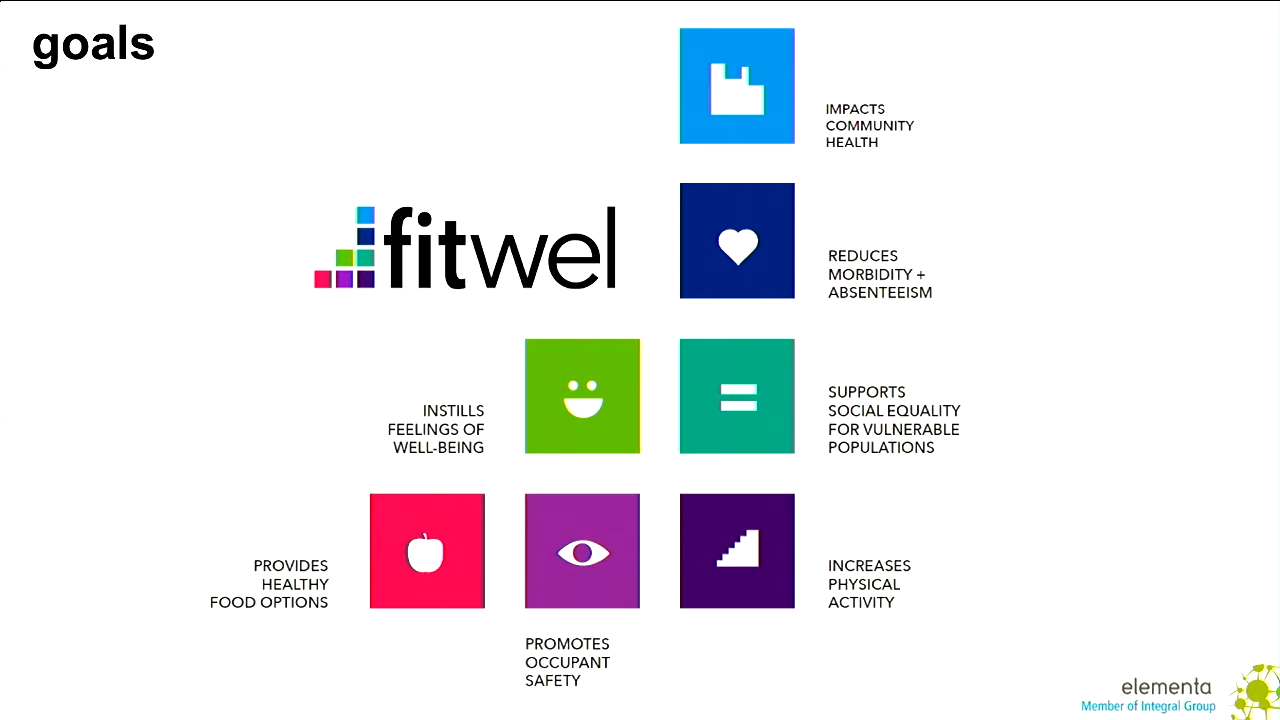 goals
IMPACTS
COMMUNITY
HEALTH
fitwel
REDUCES
MORBIDITY +
ABSENTEEISM
INSTILLS
FEELINGS OF
WELL-BEING
SUPPORTS
SOCIAL EQUALITY
FOR VULNERABLE
POPULATIONS
PROVIDES
HEALTHY
FOOD OPTIONS
PROMOTES
OCCUPANT
SAFETY
INCREASES
PHYSICAL
ACTIVITY
elementa
Member of Integral Group